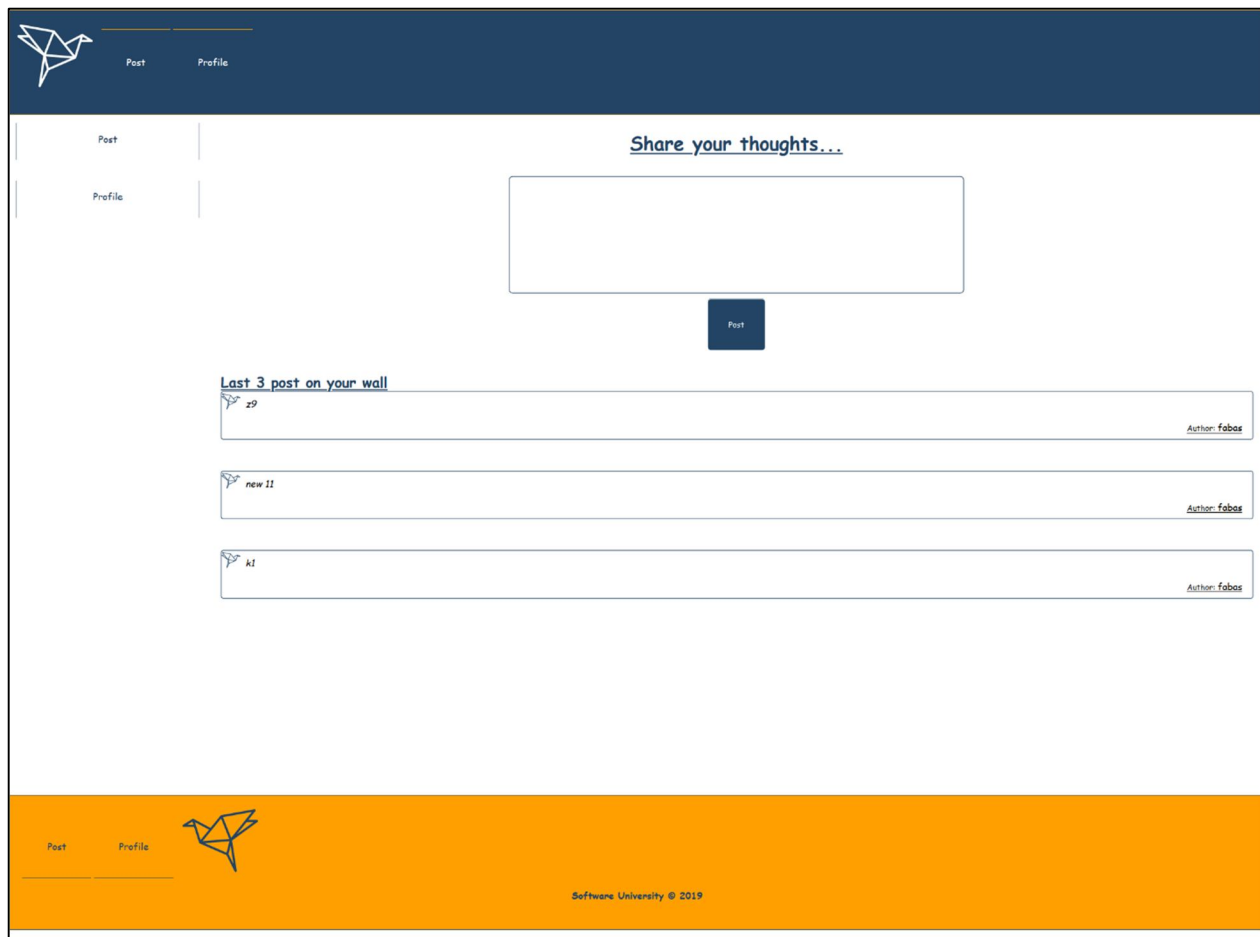 Post Profile
Post
Profile
Share your thoughts...
Post
Last 3 post on your wall
z9
Author: fabas
new 11
Author: fabas
k1
Author: fabas
Post Profile
Software University © 2019